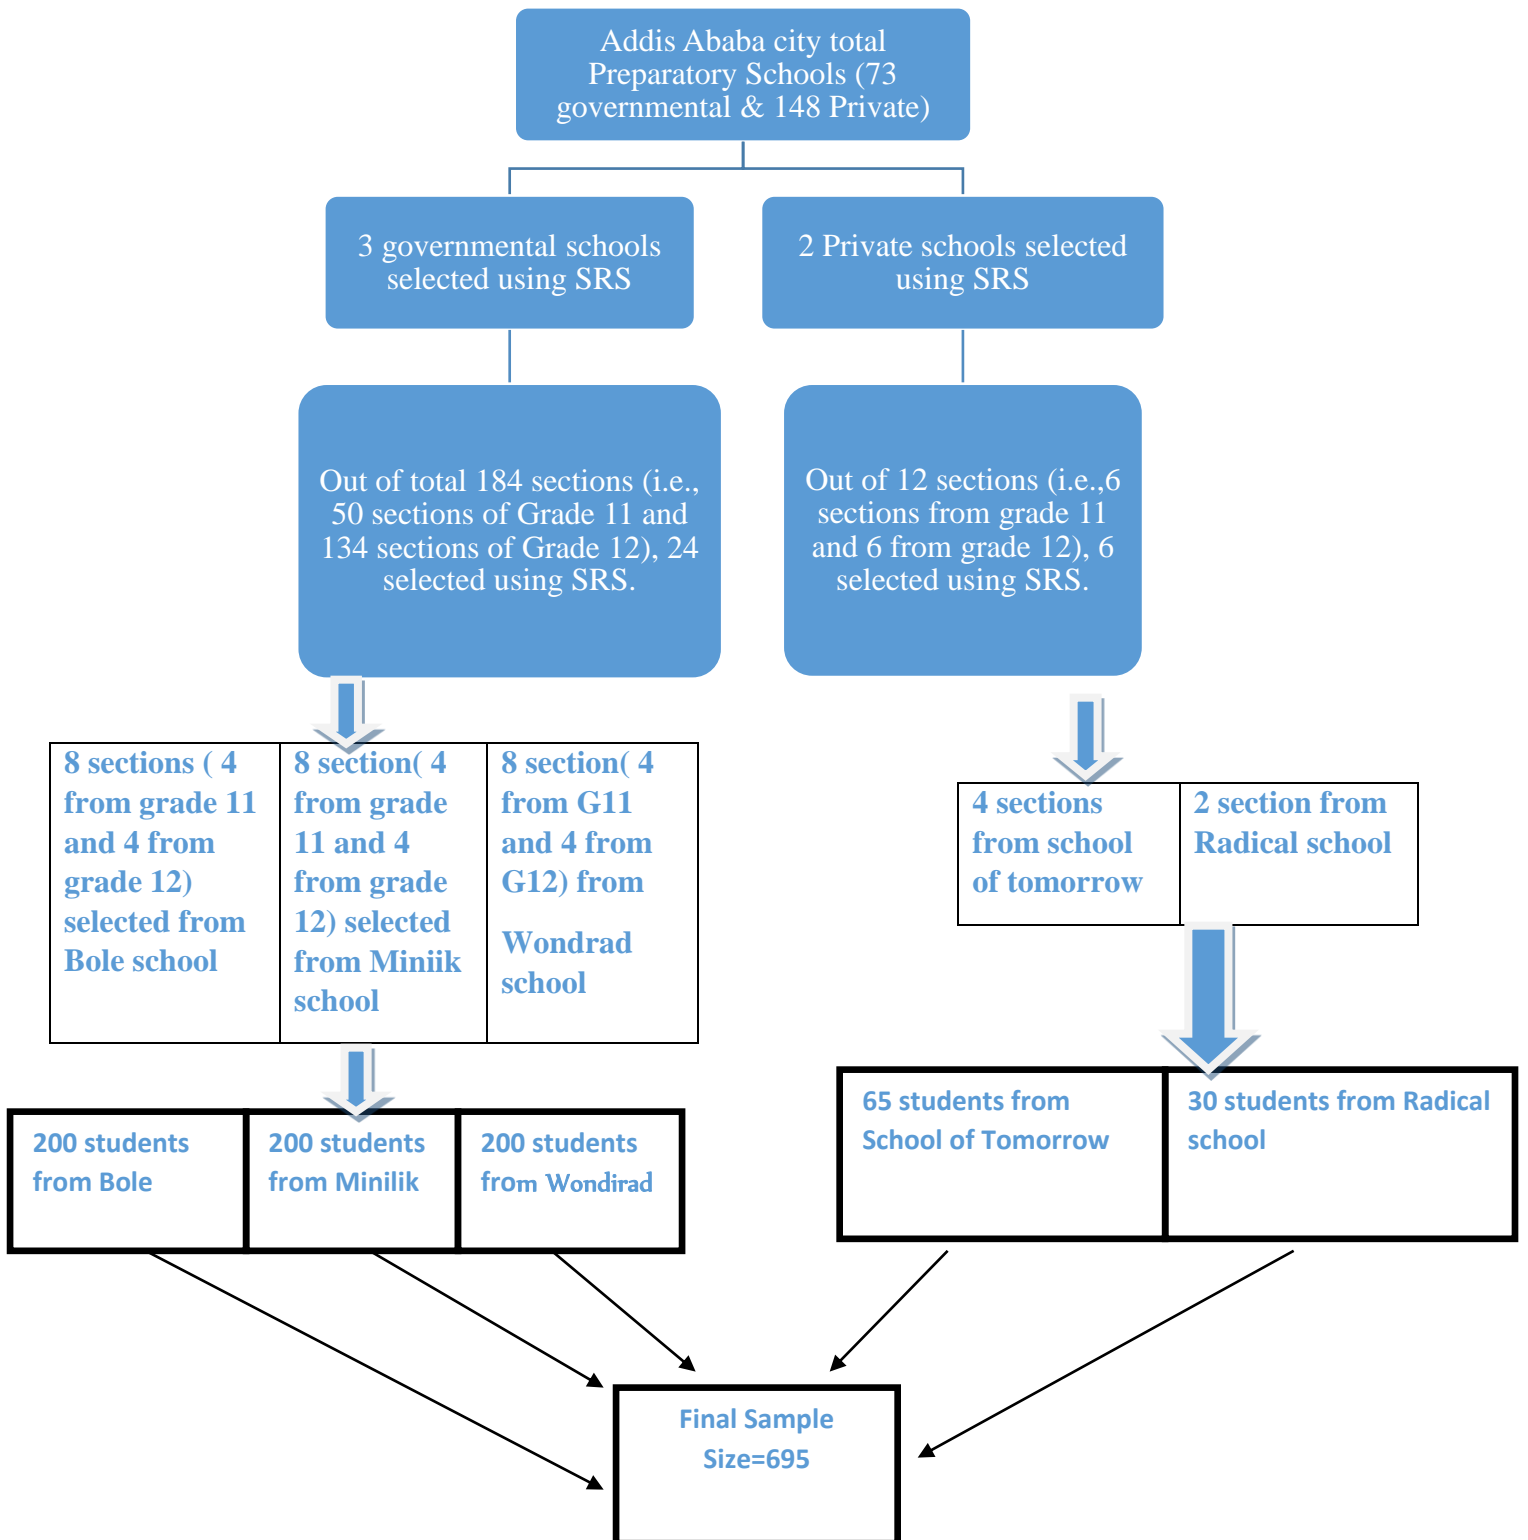 Addis Ababa city total
Preparatory Schools (73
governmental & 148 Private)
3 governmental schools
selected using SRS
2 Private schools selected
using SRS
Out of total 184 sections (i.e.,
50 sections of Grade 11 and
134 sections of Grade 12), 24
selected using SRS.
Out of 12 sections (i.e.,6
sections from grade 11
and 6 from grade 12), 6
selected using SRS.
8 sections ( 4
from grade 11
and 4 from
grade 12)
selected from
Bole school
8 section( 4
from grade
11 and 4
from grade
12) selected
from Miniik
school
8 section( 4
from G11
and 4 from
G12) from
Wondrad
school
4 sections
from school
of tomorrow
2 section from
Radical school
200 students
from Bole
200 students
from Minilik
200 students
from Wondirad
65 students from
School of Tomorrow
30 students from Radical
school
Final Sample
Size=695